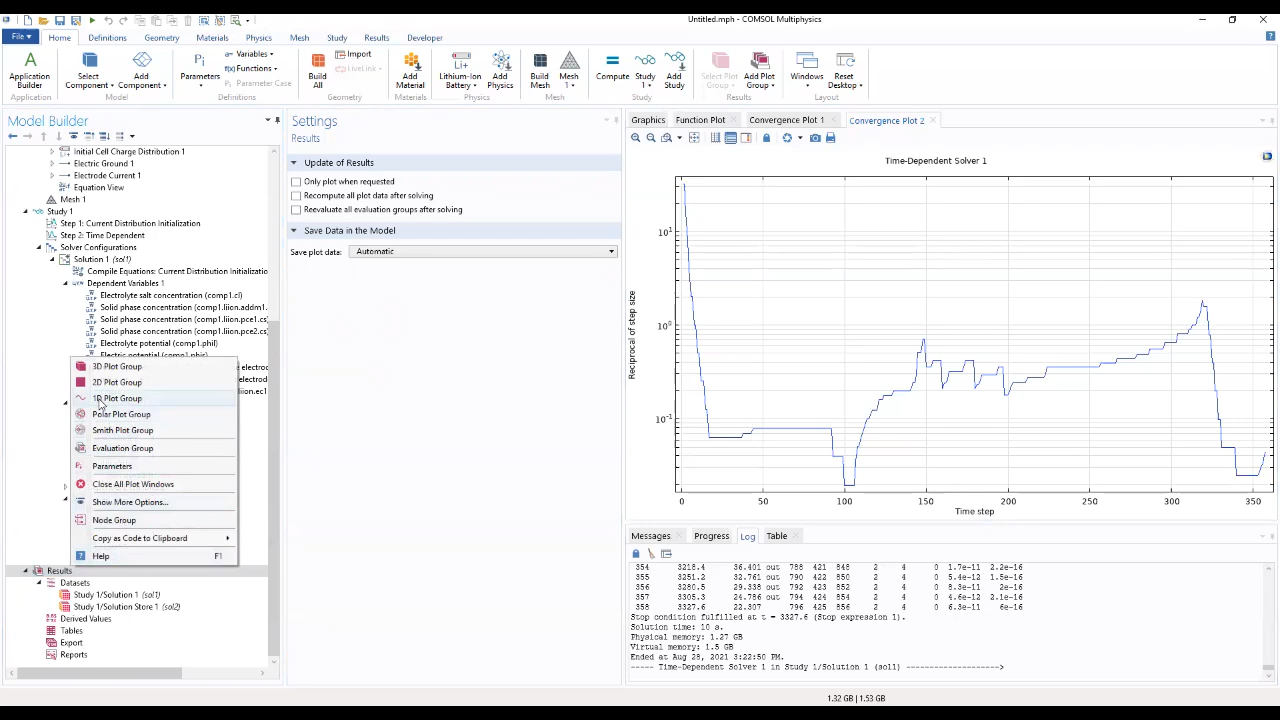 Untitled.mph - COMSOL Multiphysics
File
Home
Definitions
Geometry
Materials
Physics
Mesh
Study
Results
Developer
Application Builder
Application
Select Component
Add Component
Model
Parameters
Variables
Functions
Parameter Case
Definitions
Build All
Import
LiveLink
Geometry
Add Material
Materials
Lithium-Ion Battery
Add Physics
Physics
Build Mesh
Mesh 1
Mesh
Compute
Study 1
Add Study
Study
Select Plot Group
Add Plot Group
Results
Windows
Reset Desktop
Layout
Model Builder
Initial Cell Charge Distribution 1
Electric Ground 1
Electrode Current 1
Equation View
Mesh 1
Study 1
Step 1: Current Distribution Initialization
Step 2: Time Dependent
Solver Configurations
Solution 1 (sol1)
Compile Equations: Current Distribution Initializatio
Dependent Variables 1
Electrolyte salt concentration (comp1.cl)
Solid phase concentration (comp1.liion.addm1.
Solid phase concentration (comp1.liion.pce1.cs)
Solid phase concentration (comp1.liion.pce2.cs)
Electrolyte potential (comp1.phil)
Electric potential (comp1.phis)
e electrode
electrod
liion.ec1
3D Plot Group
2D Plot Group
1D Plot Group
Polar Plot Group
Smith Plot Group
Evaluation Group
Parameters
Close All Plot Windows
Show More Options...
Node Group
Copy as Code to Clipboard
Help F1
Results
Datasets
Study 1/Solution 1 (sol1)
Study 1/Solution Store 1 (sol2)
Derived Values
Tables
Export
Reports
Settings
Results
Update of Results
Only plot when requested
Recompute all plot data after solving
Reevaluate all evaluation groups after solving
Save Data in the Model
Save plot data: Automatic
Graphics
Function Plot
Convergence Plot 1
Convergence Plot 2
Time-Dependent Solver 1
Reciprocal of step size
10^1
10^0
10^-1
0 50 100 150 200 250 300 350
Time step
Messages
Progress
Log
Table
354 3218.4 36.401 out 788 421 848 2 4 0 1.7e-11 2.2e-16
355 3251.2 32.761 out 790 422 850 2 4 0 5.4e-12 1.5e-16
356 3280.5 29.338 out 792 423 852 2 4 0 1.3e-11 2.3e-16
357 3305.3 24.786 out 794 424 854 2 4 0 4.6e-12 2.1e-16
358 3327.6 22.307 796 425 856 2 4 0 6.3e-11 6e-16
Stop condition fulfilled at t = 3327.6 (Stop expression 1).
Solution time: 10 s.
Physical memory: 1.27 GB
Virtual memory: 1.5 GB
Ended at Aug 28, 2021 3:22:50 PM.
----- Time-Dependent Solver 1 in Study 1/Solution 1 (sol1) -------------------->
1.32 GB | 1.53 GB